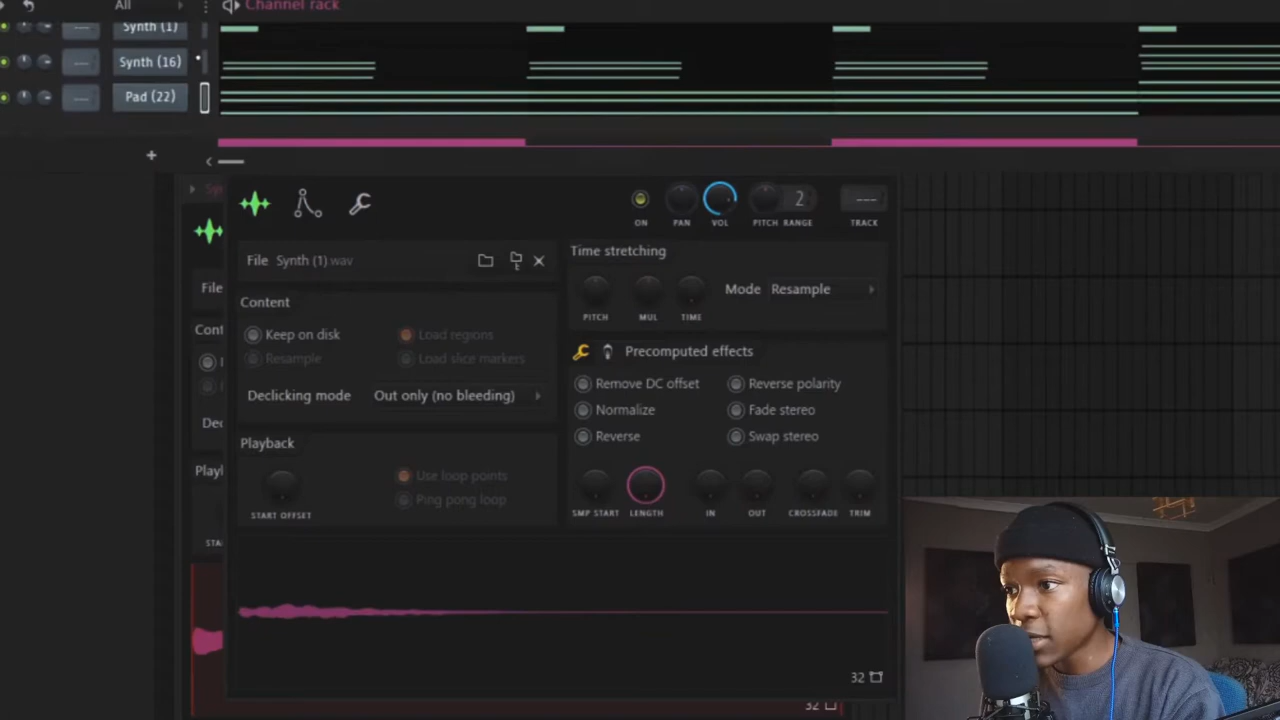 All
Channel rack
Synth (1)
Synth (16)
Pad (22)
ON
PAN
VOL
PITCH
RANGE
2
TRACK
---
File
Synth (1).wav
Time stretching
PITCH
MUL
TIME
Mode
Resample
Content
Keep on disk
Load regions
Resample
Load slice markers
Declicking mode
Out only (no bleeding)
Precomputed effects
Remove DC offset
Reverse polarity
Normalize
Fade stereo
Reverse
Swap stereo
Playback
Use loop points
Ping pong loop
START OFFSET
SMP START
LENGTH
IN
OUT
CROSSFADE
TRIM
32
File
Cont
Dec
Playl
STA
32